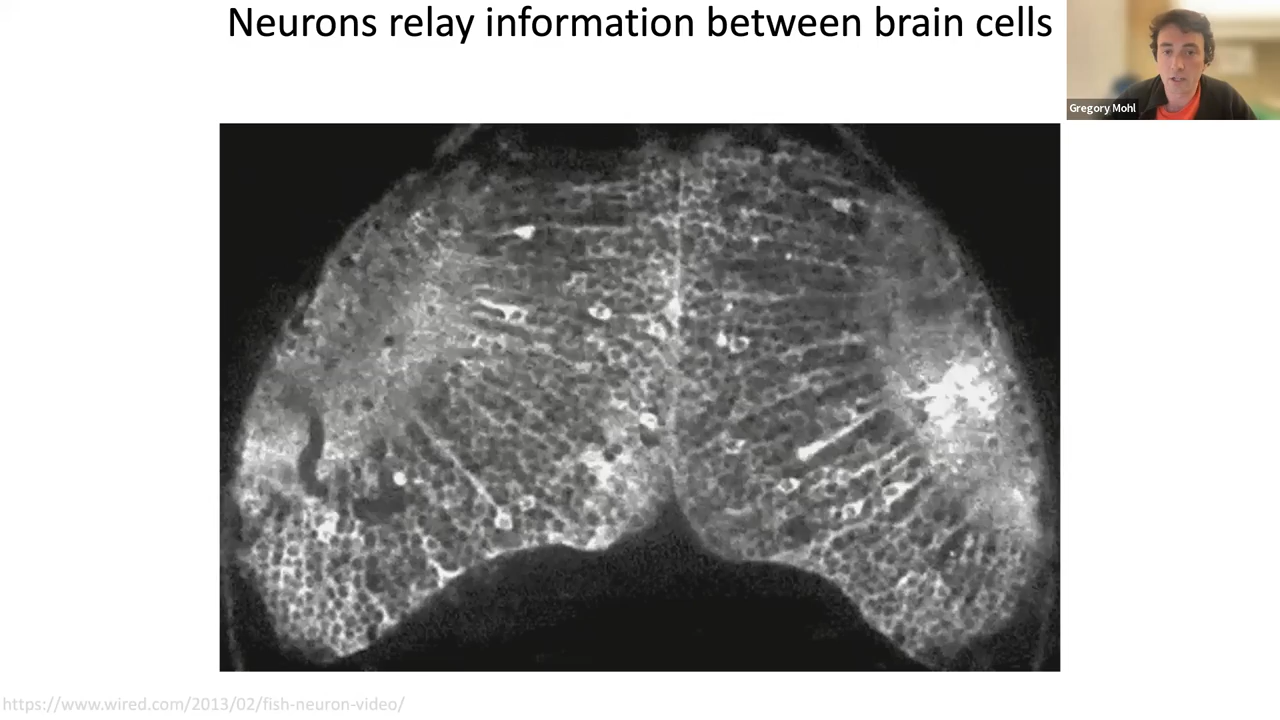 Neurons relay information between brain cells
Gregory Mohl
https://www.wired.com/2013/02/fish-neuron-video/